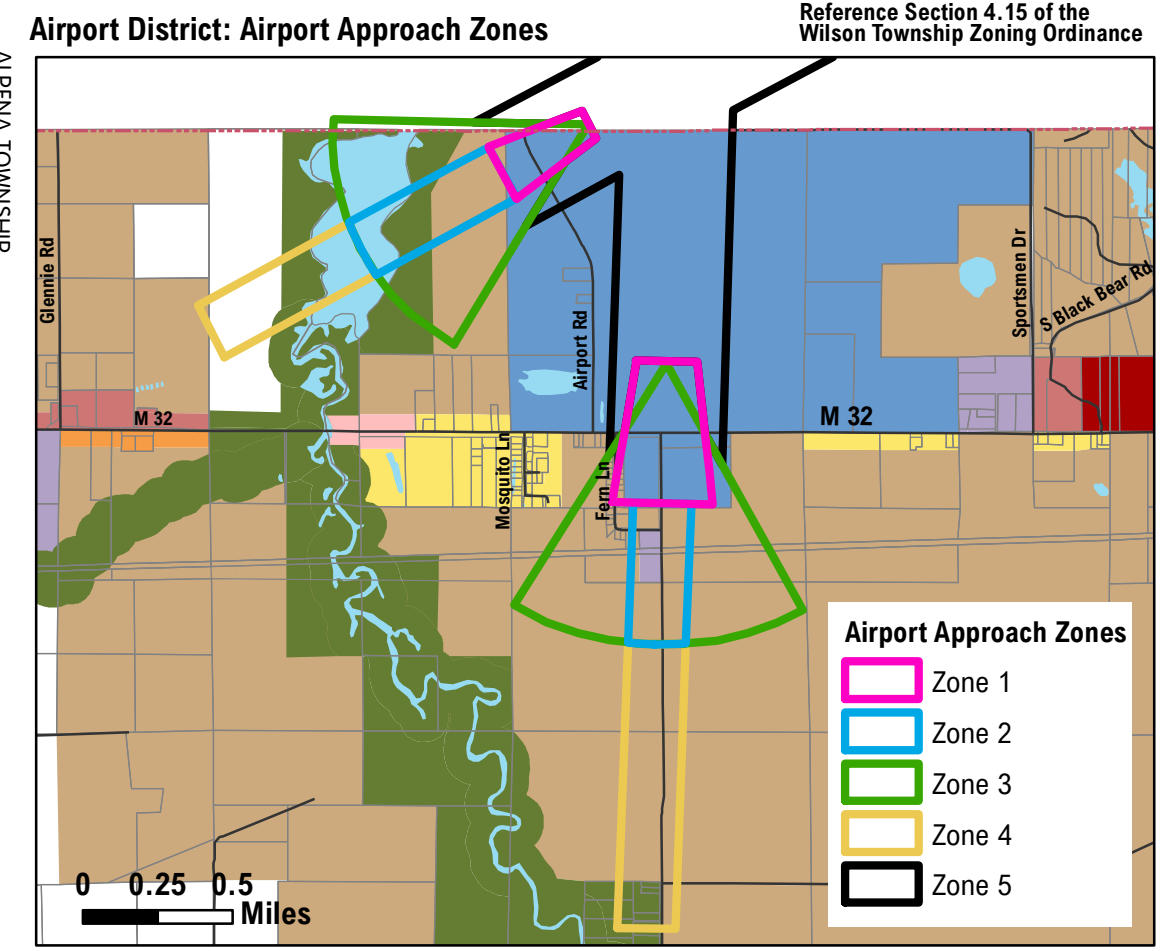 Airport District: Airport Approach Zones
Reference Section 4.15 of the
Wilson Township Zoning Ordinance
ALPENA TOWNSHIP
Glennie Rd
M 32
Airport Rd
Mosquito Ln
Fern Ln
M 32
Sportsmen Dr
S Black Bear Rd
Airport Approach Zones
Zone 1
Zone 2
Zone 3
Zone 4
Zone 5
0 0.25 0.5
Miles